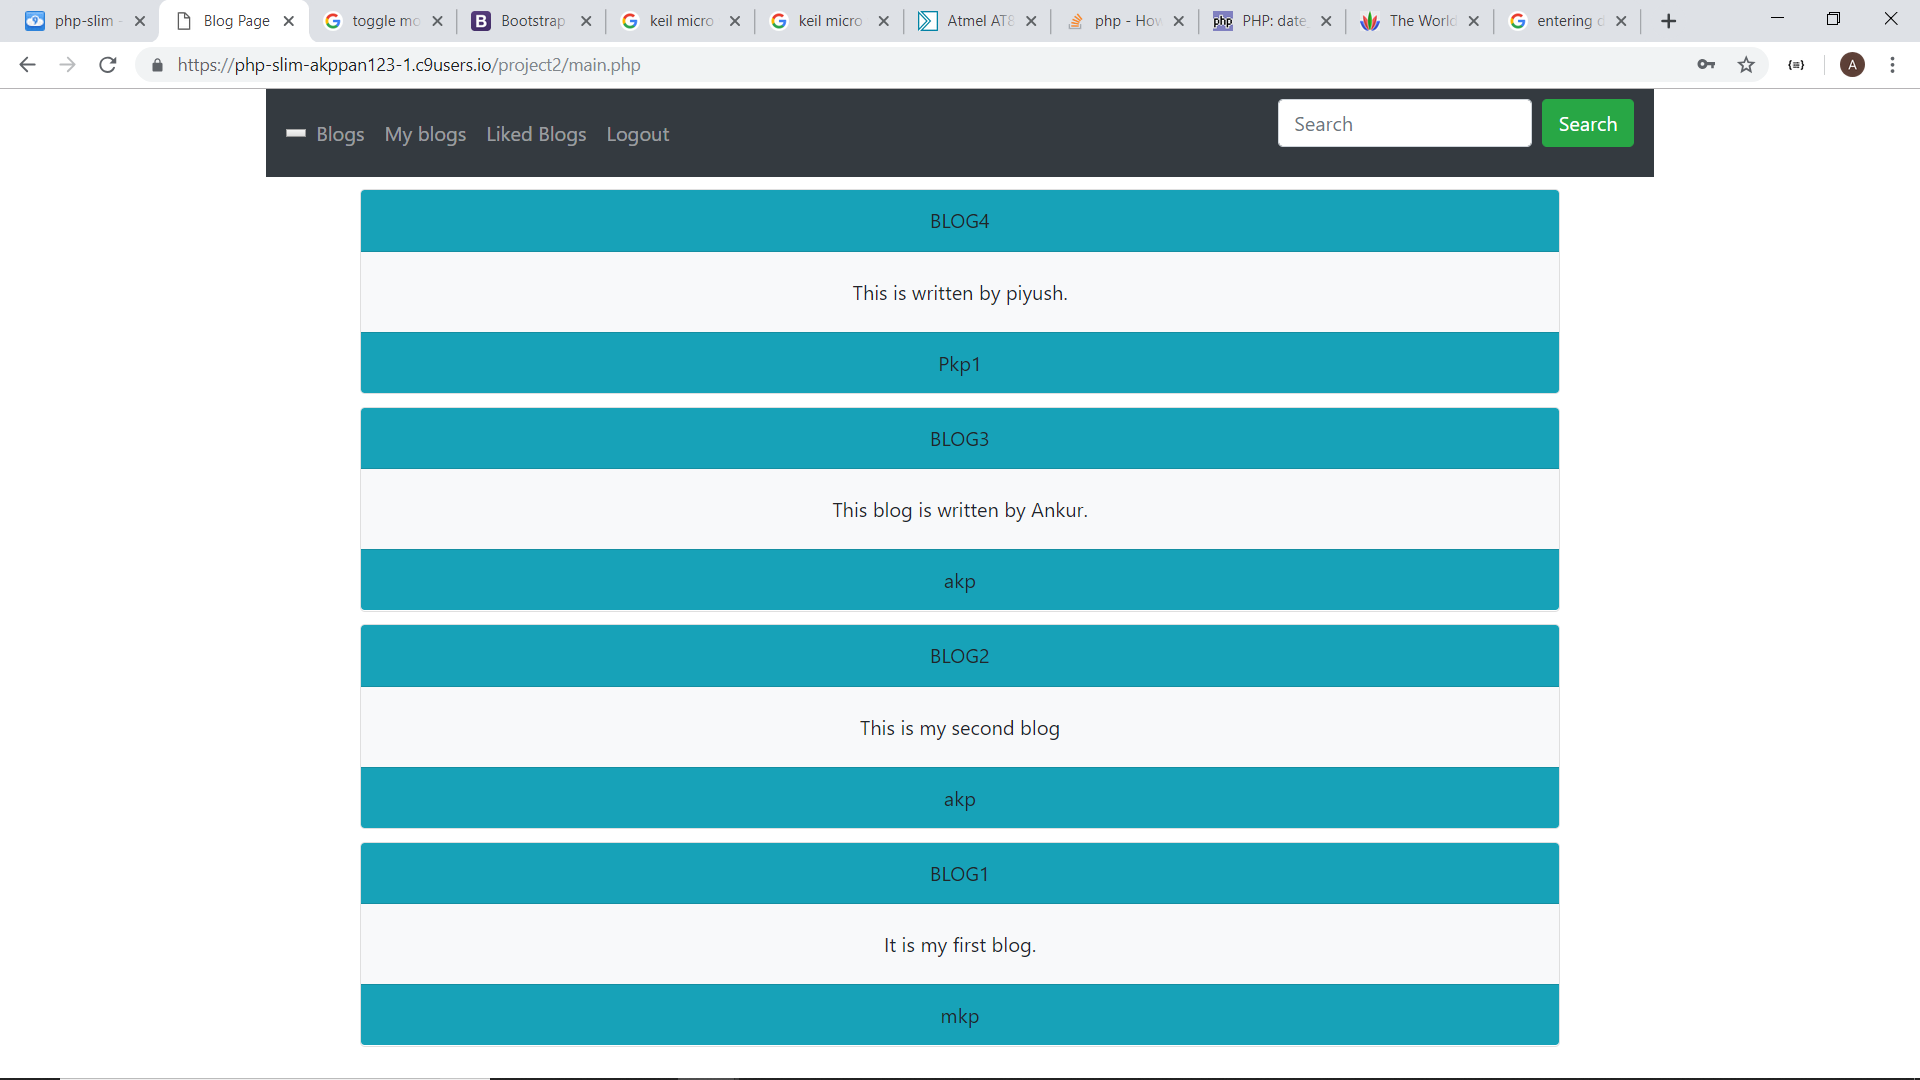 php-slim -
Blog Page
toggle mo
Bootstrap
keil micro
keil micro
Atmel AT8
php - How
PHP: date
The World
entering d
https://php-slim-akppan123-1.c9users.io/project2/main.php
A
Blogs My blogs Liked Blogs Logout Search Search
BLOG4
This is written by piyush.
Pkp1
BLOG3
This blog is written by Ankur.
akp
BLOG2
This is my second blog
akp
BLOG1
It is my first blog.
mkp